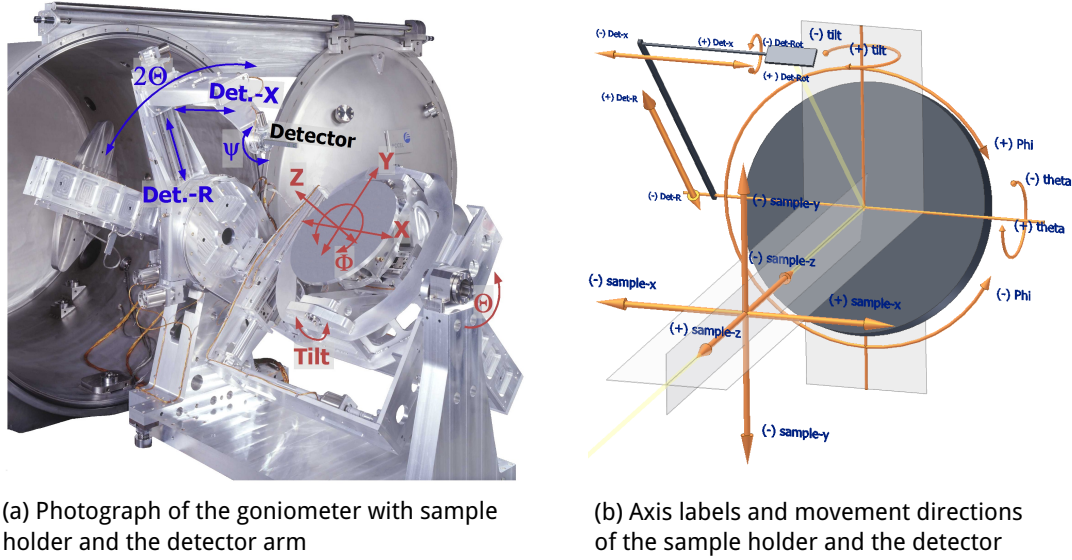 2Θ
Det.-X
Detector
Ψ
Y
Z
Det.-R
X
Φ
Θ
Tilt
(-) tilt
(-) Det-x
(+) Det-x
(-) Det-Rot
(+) tilt
(+) Det-Rot
(+) Det-R
(+) Phi
(-) theta
(-) Det-R
(-) sample-y
(+) theta
(-) sample-z
(-) sample-x
(-) Phi
(+) sample-x
(+) sample-z
(-) sample-y
(a) Photograph of the goniometer with sample
holder and the detector arm
(b) Axis labels and movement directions
of the sample holder and the detector